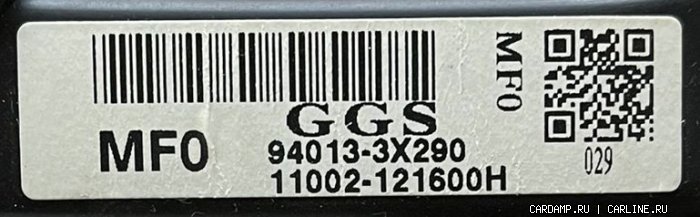 GGS
MF0
94013-3X290
11002-121600H
MF0
029
CARDAMP.RU | CARLINE.RU